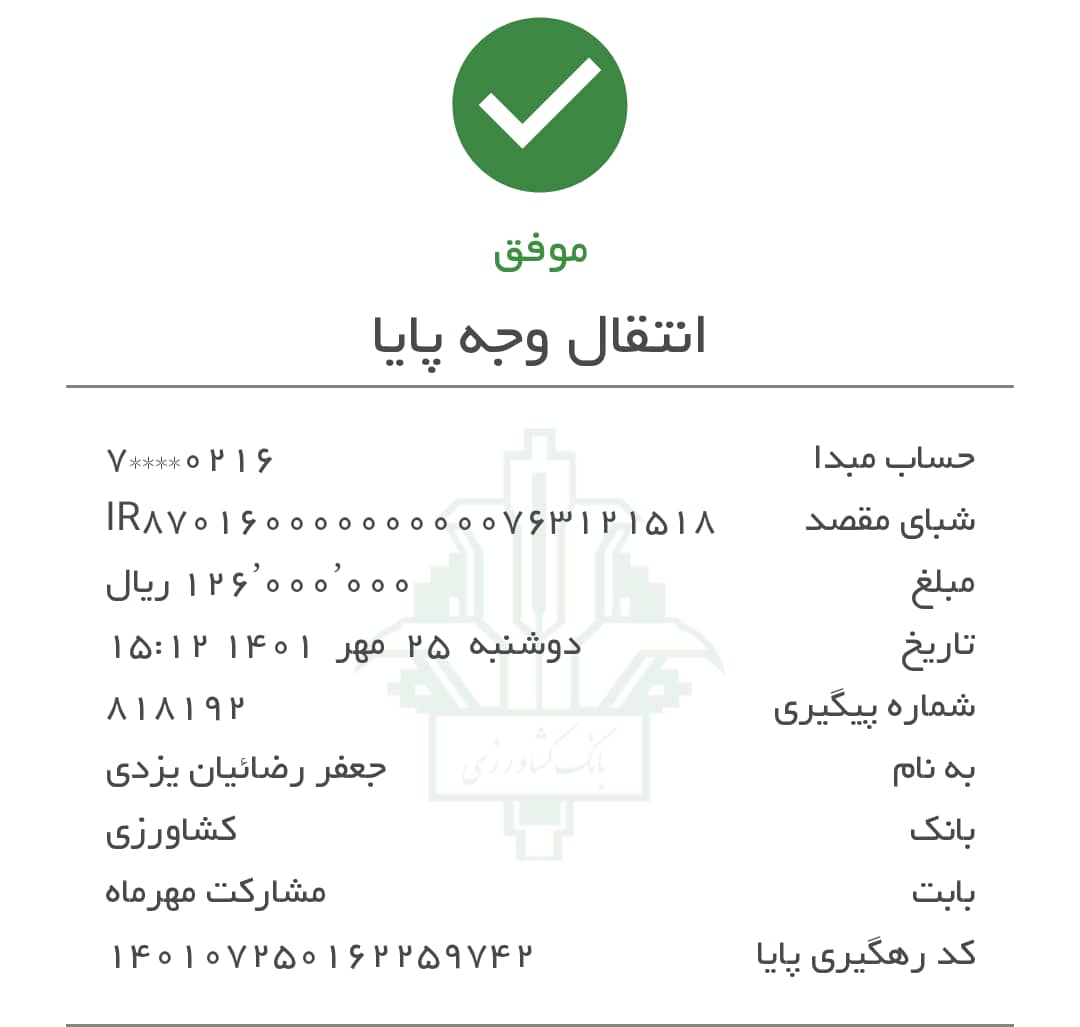 موفق
انتقال وجه پایا
حساب مبدا ۷****۰۲۱۶
شبای مقصد IR۸۷۰۱۶۰۰۰۰۰۰۰۰۰۰۷۶۳۱۲۱۵۱۸
مبلغ ۱۲۶٬۰۰۰٬۰۰۰ ریال
تاریخ دوشنبه ۲۵ مهر ۱۴۰۱ ۱۵:۱۲
شماره پیگیری ۸۱۸۱۹۲
به نام جعفر رضائیان یزدی
بانک کشاورزی
بابت مشارکت مهرماه
کد رهگیری پایا ۱۴۰۱۰۷۲۵۰۱۶۲۲۵۹۷۴۲
بانک کشاورزی